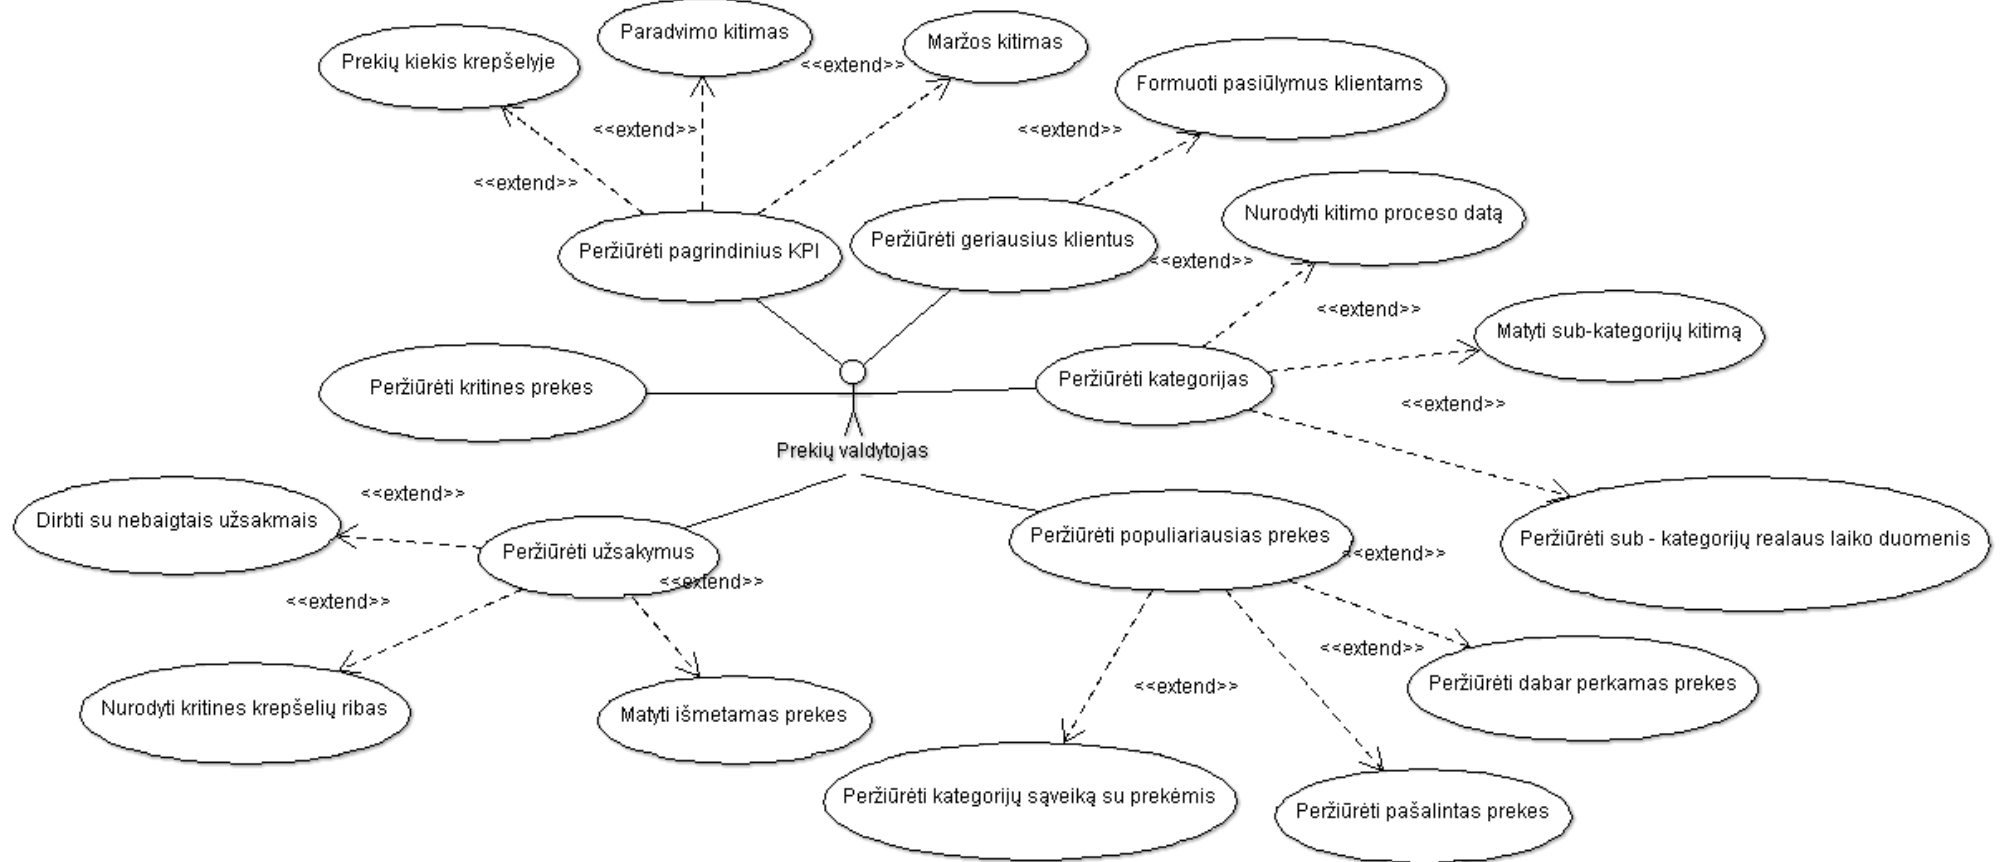 Paradvimo kitimas
Maržos kitimas
Prekių kiekis krepšelyje
<<extend>>
Formuoti pasiūlymus klientams
<<extend>>
<<extend>>
<<extend>>
Nurodyti kitimo proceso datą
Peržiūrėti geriausius klientus
Peržiūrėti pagrindinius KPI
<<extend>>
<<extend>>
Matyti sub-kategorijų kitimą
Peržiūrėti kategorijas
Peržiūrėti kritines prekes
<<extend>>
Prekių valdytojas
<<extend>>
Dirbti su nebaigtais užsakmais
Peržiūrėti populiariausias prekes
Peržiūrėti sub - kategorijų realaus laiko duomenis
Peržiūrėti užsakymus
<<extend>>
<<extend>>
<<extend>>
<<extend>>
Peržiūrėti dabar perkamas prekes
<<extend>>
Nurodyti kritines krepšelių ribas
Matyti išmetamas prekes
Peržiūrėti kategorijų sąveiką su prekėmis
Peržiūrėti pašalintas prekes